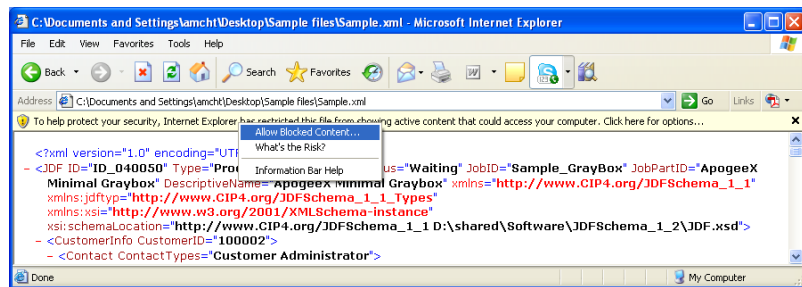 C:\Documents and Settings\amcht\Desktop\Sample files\Sample.xml - Microsoft Internet Explorer
File Edit View Favorites Tools Help
Back Search Favorites
Address C:\Documents and Settings\amcht\Desktop\Sample files\Sample.xml Go Links
To help protect your security, Internet Explorer has restricted this file from showing active content that could access your computer. Click here for options...
Allow Blocked Content...
What's the Risk?
Information Bar Help
<?xml version="1.0" encoding="UTF
- <JDF ID="ID_040050" Type="Pro us="Waiting" JobID="Sample_GrayBox" JobPartID="ApogeeX
Minimal Graybox" DescriptiveName="ApogeeX Minimal Graybox" xmlns="http://www.CIP4.org/JDFSchema_1_1"
xmlns:jdftyp="http://www.CIP4.org/JDFSchema_1_1_Types"
xmlns:xsi="http://www.w3.org/2001/XMLSchema-instance"
xsi:schemaLocation="http://www.CIP4.org/JDFSchema_1_1 D:\shared\Software\JDFSchema_1_2\JDF.xsd">
- <CustomerInfo CustomerID="100002">
- <Contact ContactTypes="Customer Administrator">
Done My Computer